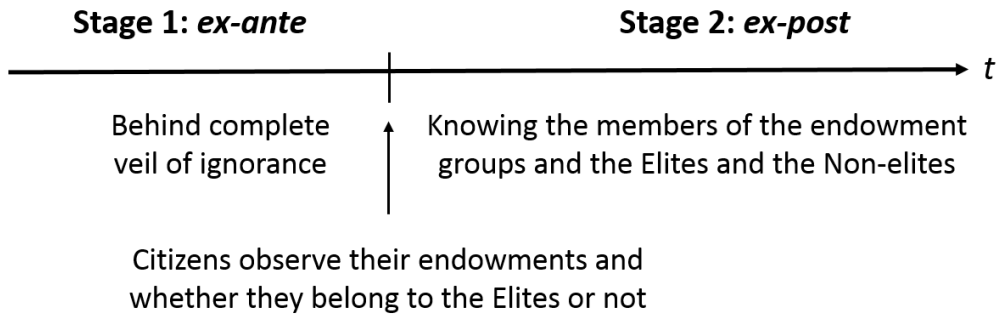 Stage 1: ex-ante
Stage 2: ex-post
t
Behind complete
veil of ignorance
Knowing the members of the endowment
groups and the Elites and the Non-elites
Citizens observe their endowments and
whether they belong to the Elites or not